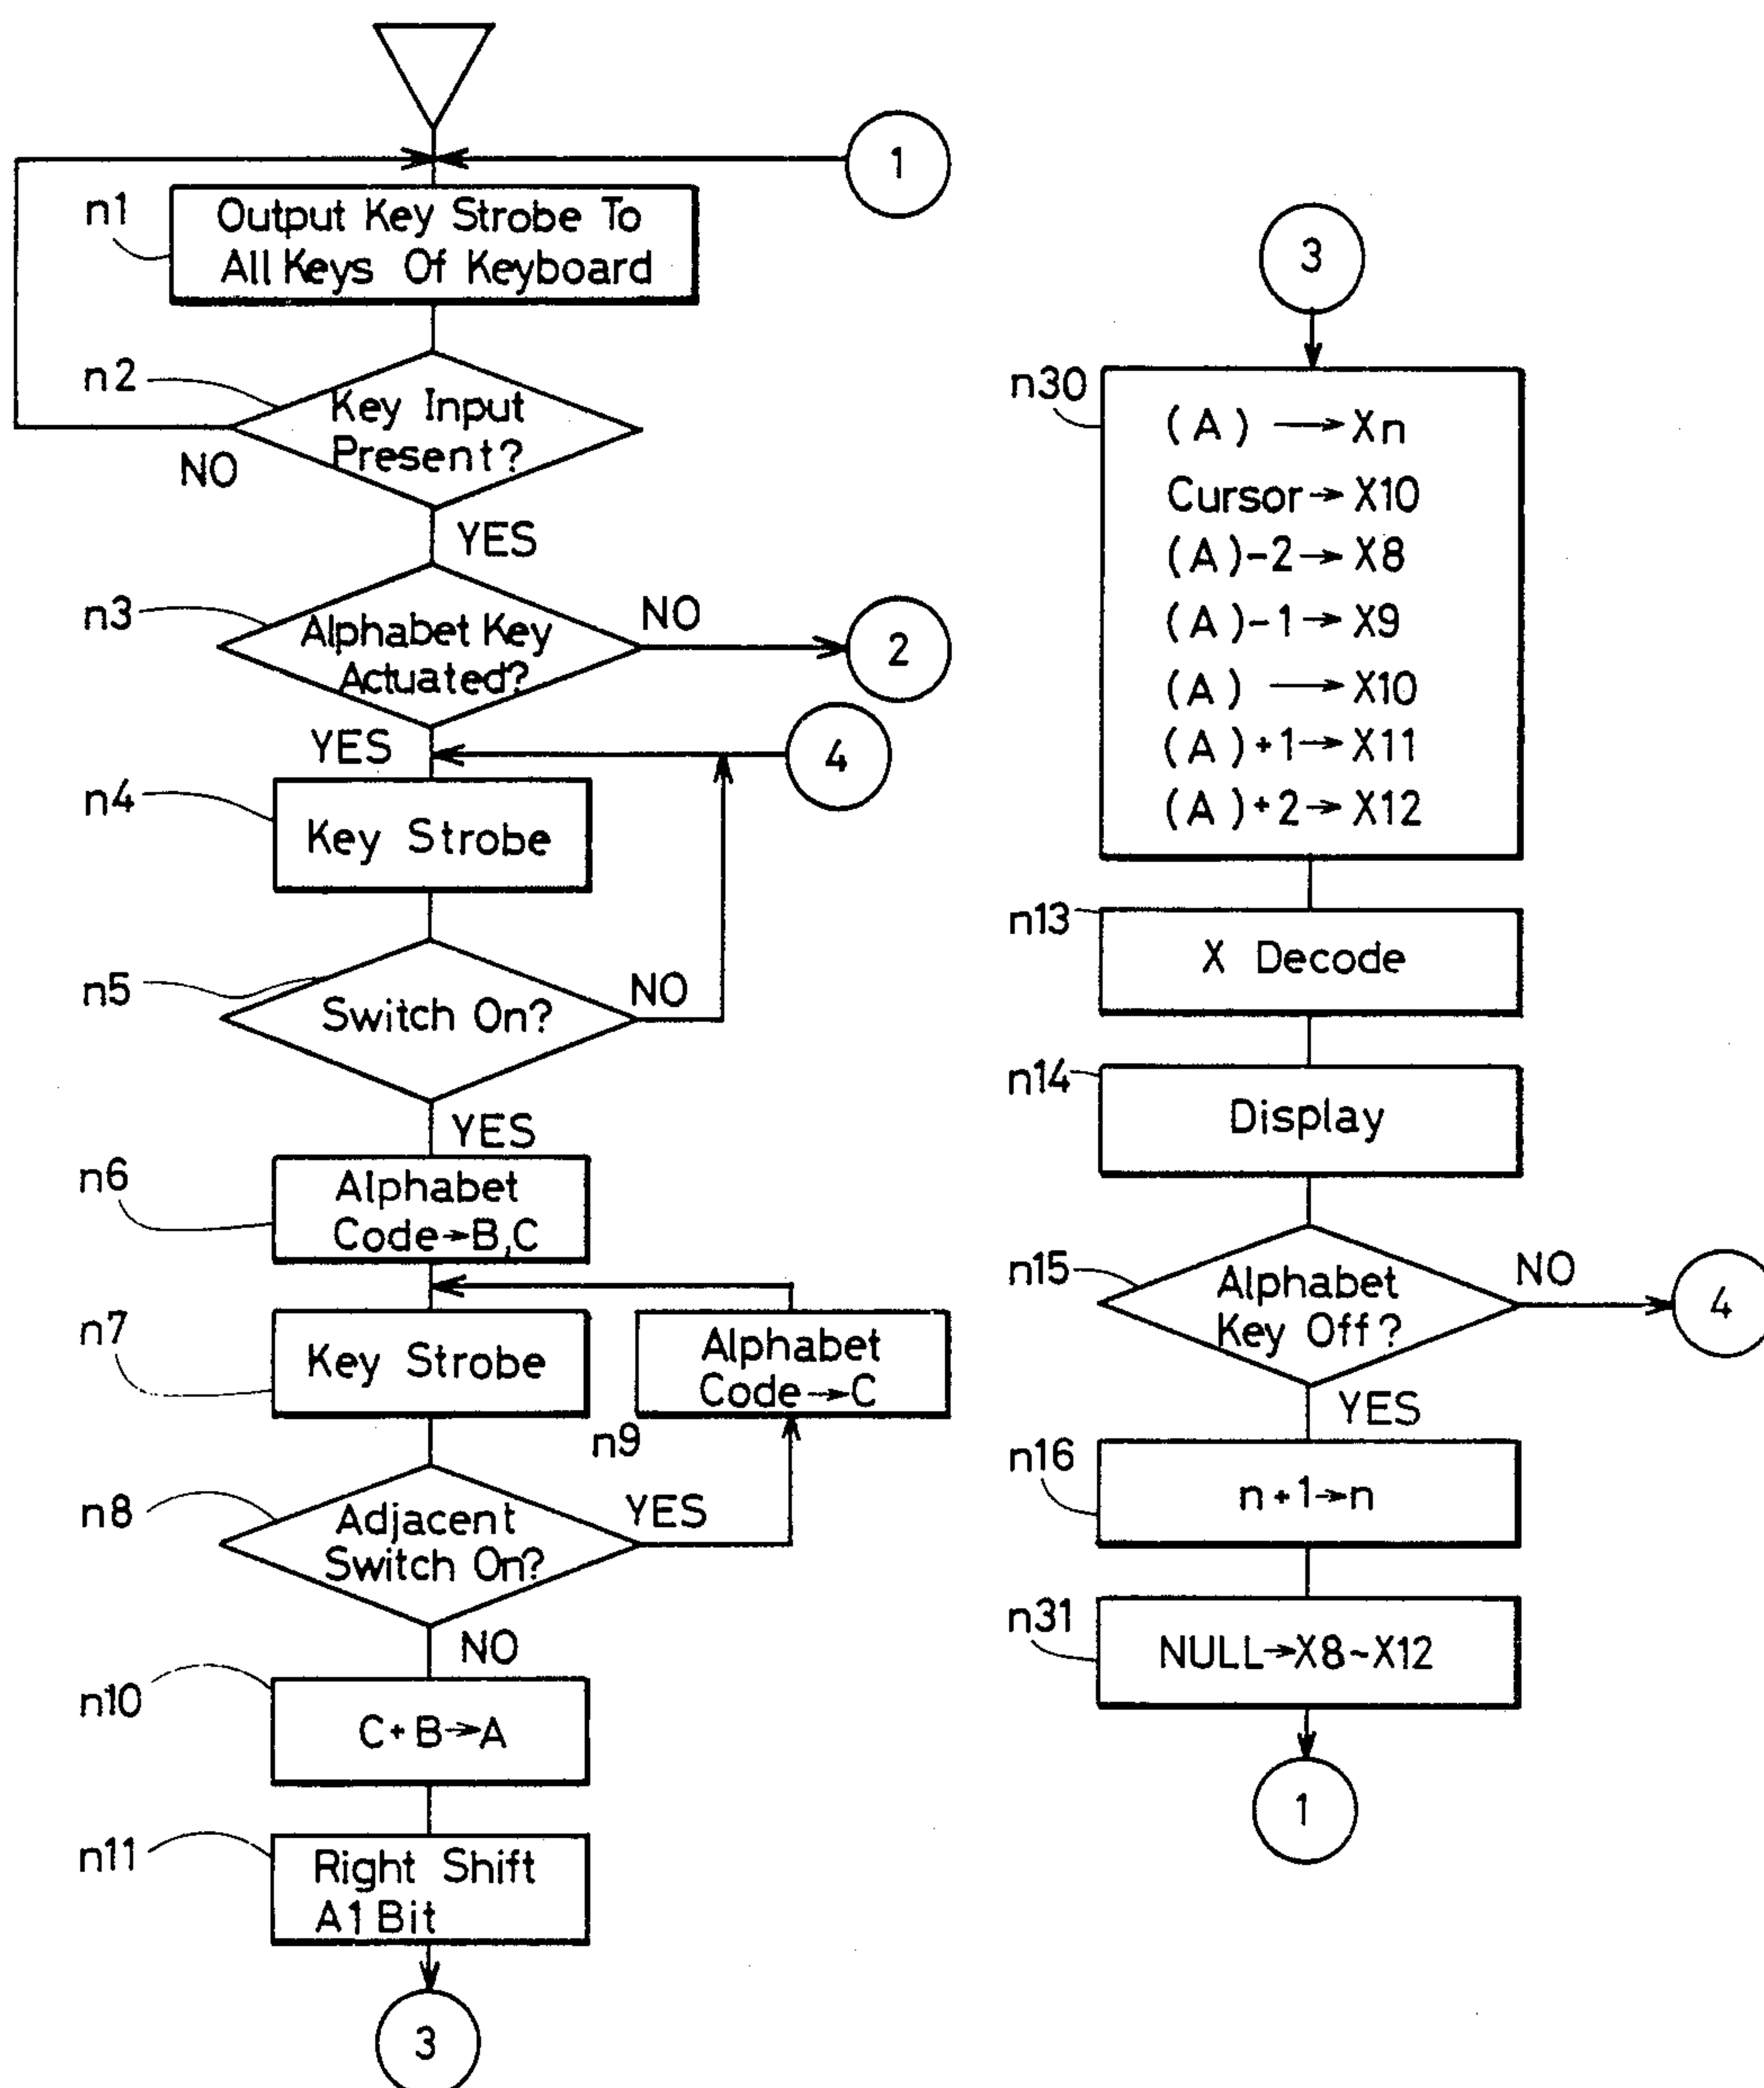 1
n1
Output Key Strobe To
All Keys Of Keyboard
n2
Key Input
Present?
NO
YES
n3
Alphabet Key
Actuated?
NO
2
YES
4
n4
Key Strobe
n5
Switch On?
NO
YES
n6
Alphabet
Code→B,C
n7
Key Strobe
Alphabet
Code→C
n9
n8
Adjacent
Switch On?
YES
NO
n10
C+B→A
n11
Right Shift
A1Bit
3
3
n30
(A) →Xn
Cursor→X10
(A)-2→X8
(A)-1→X9
(A) →X10
(A)+1→X11
(A)+2→X12
n13
X Decode
n14
Display
n15
Alphabet
Key Off?
NO
4
YES
n16
n+1→n
n31
NULL→X8~X12
1